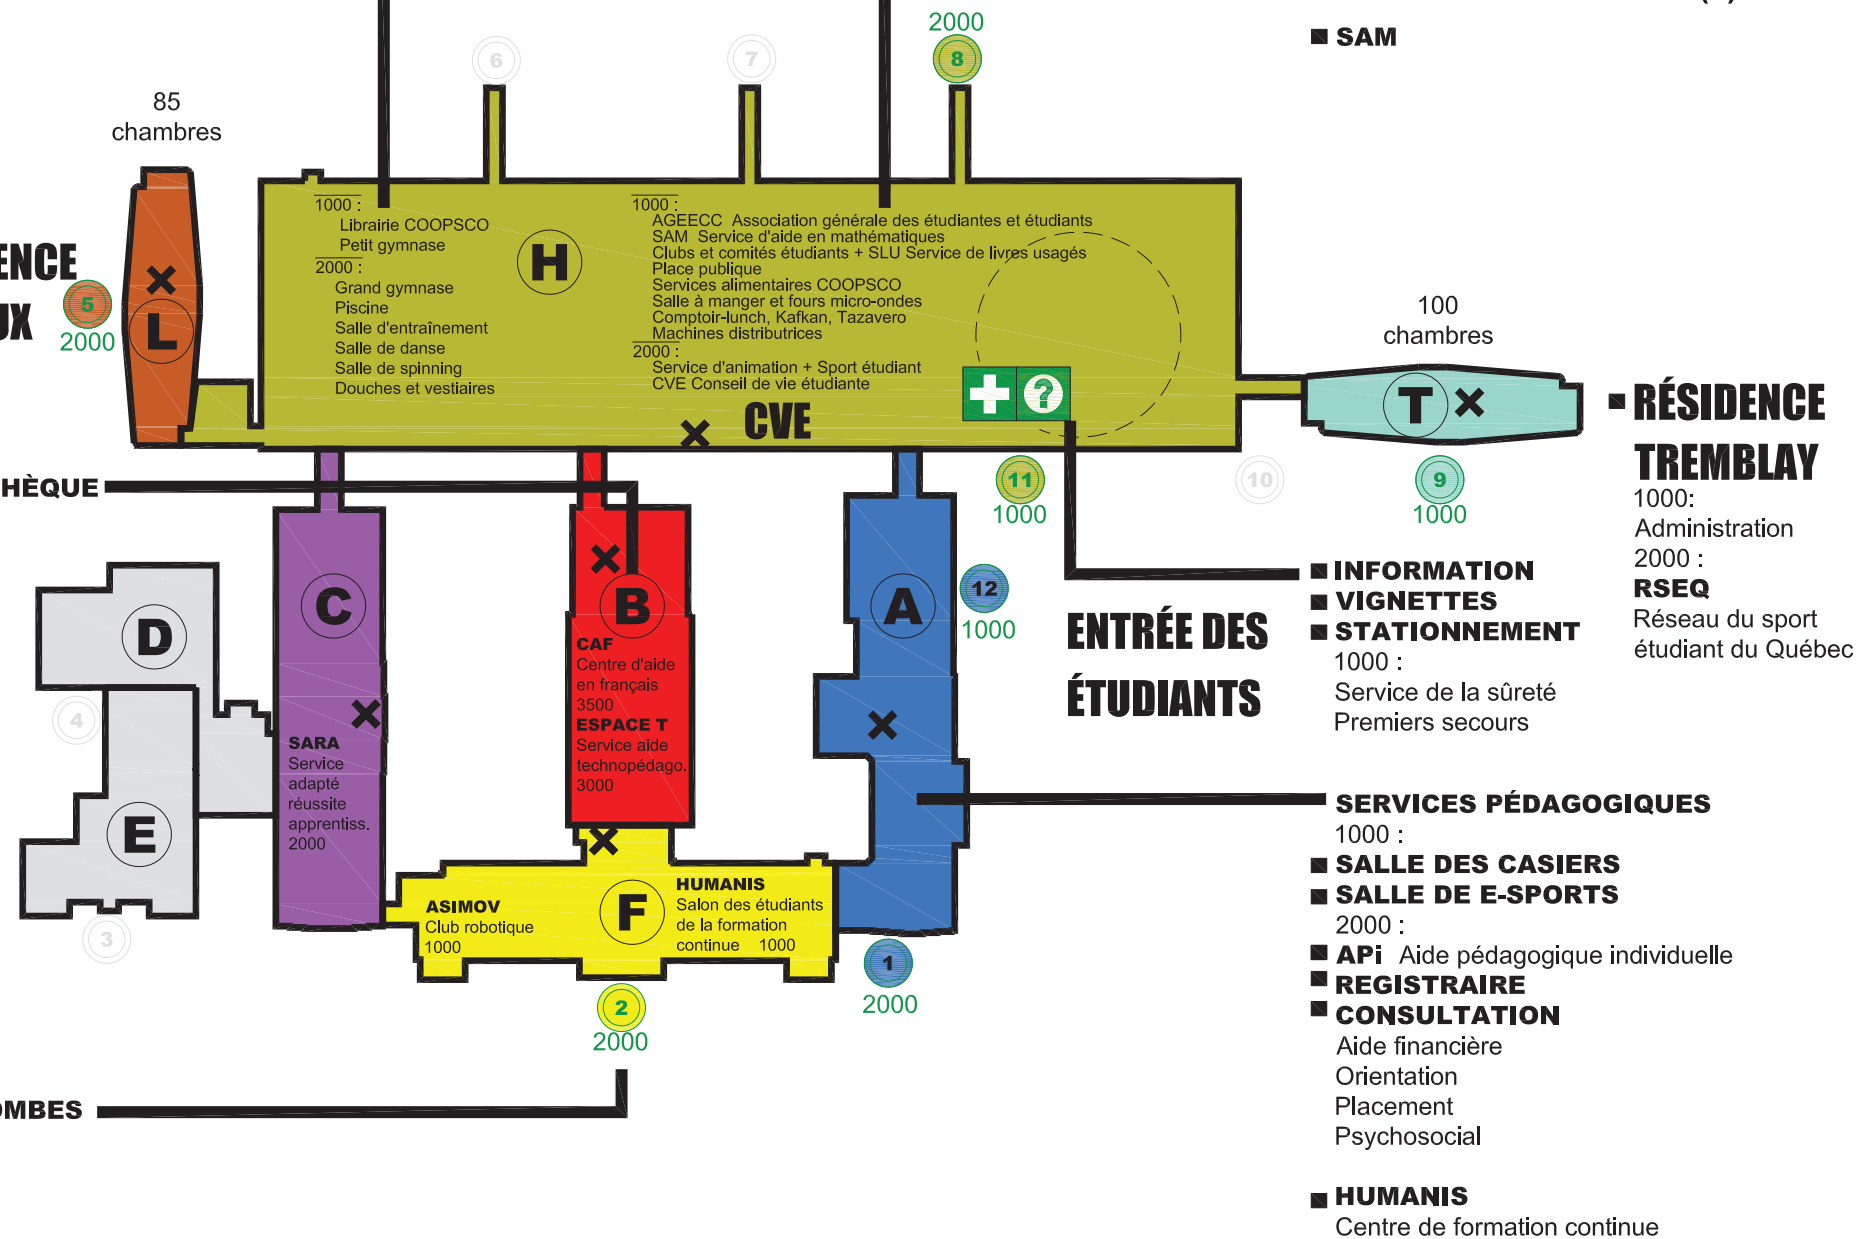 2000
8
6
7
SAM
85
chambres
1000 :
Librairie COOPSCO
Petit gymnase
2000 :
Grand gymnase
Piscine
Salle d'entraînement
Salle de danse
Salle de spinning
Douches et vestiaires
H
1000 :
AGEECC Association générale des étudiantes et étudiants
SAM Service d'aide en mathématiques
Clubs et comités étudiants + SLU Service de livres usagés
Place publique
Services alimentaires COOPSCO
Salle à manger et fours micro-ondes
Comptoir-lunch, Kafkan, Tazavero
Machines distributrices
2000 :
Service d'animation + Sport étudiant
CVE Conseil de vie étudiante
CVE
?
ENCE
UX
5
2000
L
100
chambres
T
9
1000
RÉSIDENCE
TREMBLAY
1000:
Administration
2000 :
RSEQ
Réseau du sport
étudiant du Québec
HÈQUE
11
1000
10
12
1000
C
B
A
D
E
4
3
SARA
Service
adapté
réussite
apprentiss.
2000
CAF
Centre d'aide
en français
3500
ESPACE T
Service aide
technopédago.
3000
ENTRÉE DES
ÉTUDIANTS
INFORMATION
VIGNETTES
STATIONNEMENT
1000 :
Service de la sûreté
Premiers secours
ASIMOV
Club robotique
1000
F
HUMANIS
Salon des étudiants
de la formation
continue 1000
1
2000
2
2000
SERVICES PÉDAGOGIQUES
1000 :
SALLE DES CASIERS
SALLE DE E-SPORTS
2000 :
APi Aide pédagogique individuelle
REGISTRAIRE
CONSULTATION
Aide financière
Orientation
Placement
Psychosocial
OMBES
HUMANIS
Centre de formation continue